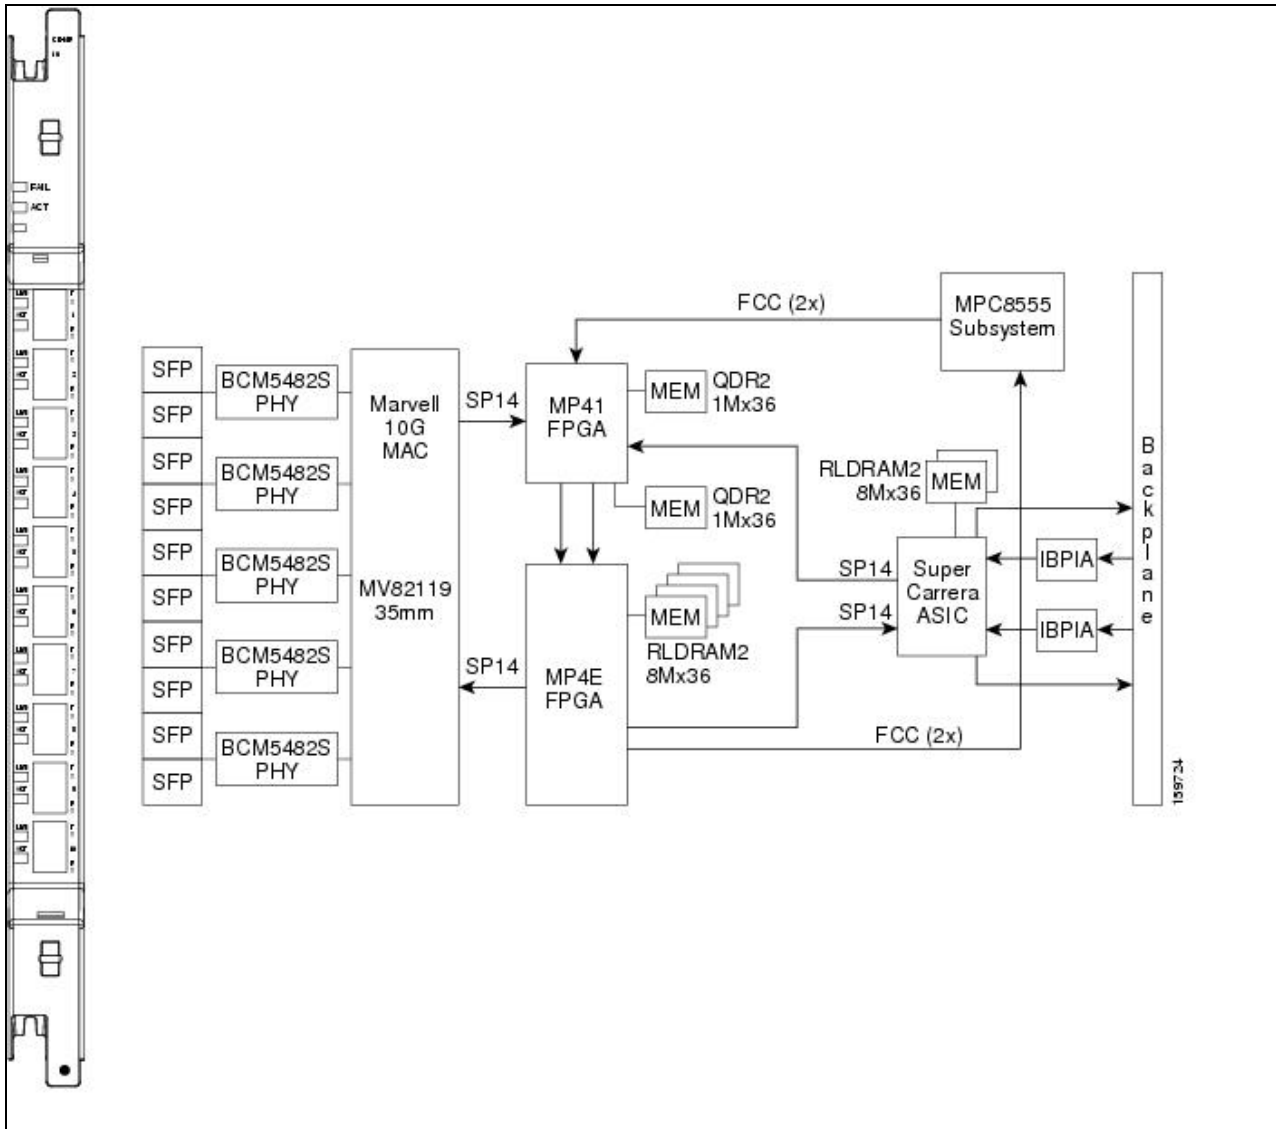 FAIL
ACT
FCC (2x)
MPC8555
Subsystem
SFP
SFP
SFP
SFP
SFP
SFP
SFP
SFP
SFP
SFP
BCM5482S
PHY
BCM5482S
PHY
BCM5482S
PHY
BCM5482S
PHY
BCM5482S
PHY
Marvell
10G
MAC
MV82119
35mm
SP14
SP14
MP41
FPGA
MEM
QDR2
1Mx36
MEM
QDR2
1Mx36
MP4E
FPGA
MEM
RLDRAM2
8Mx36
RLDRAM2
8Mx36
MEM
SP14
SP14
Super
Carrera
ASIC
IBPIA
IBPIA
FCC (2x)
Backplane
159724